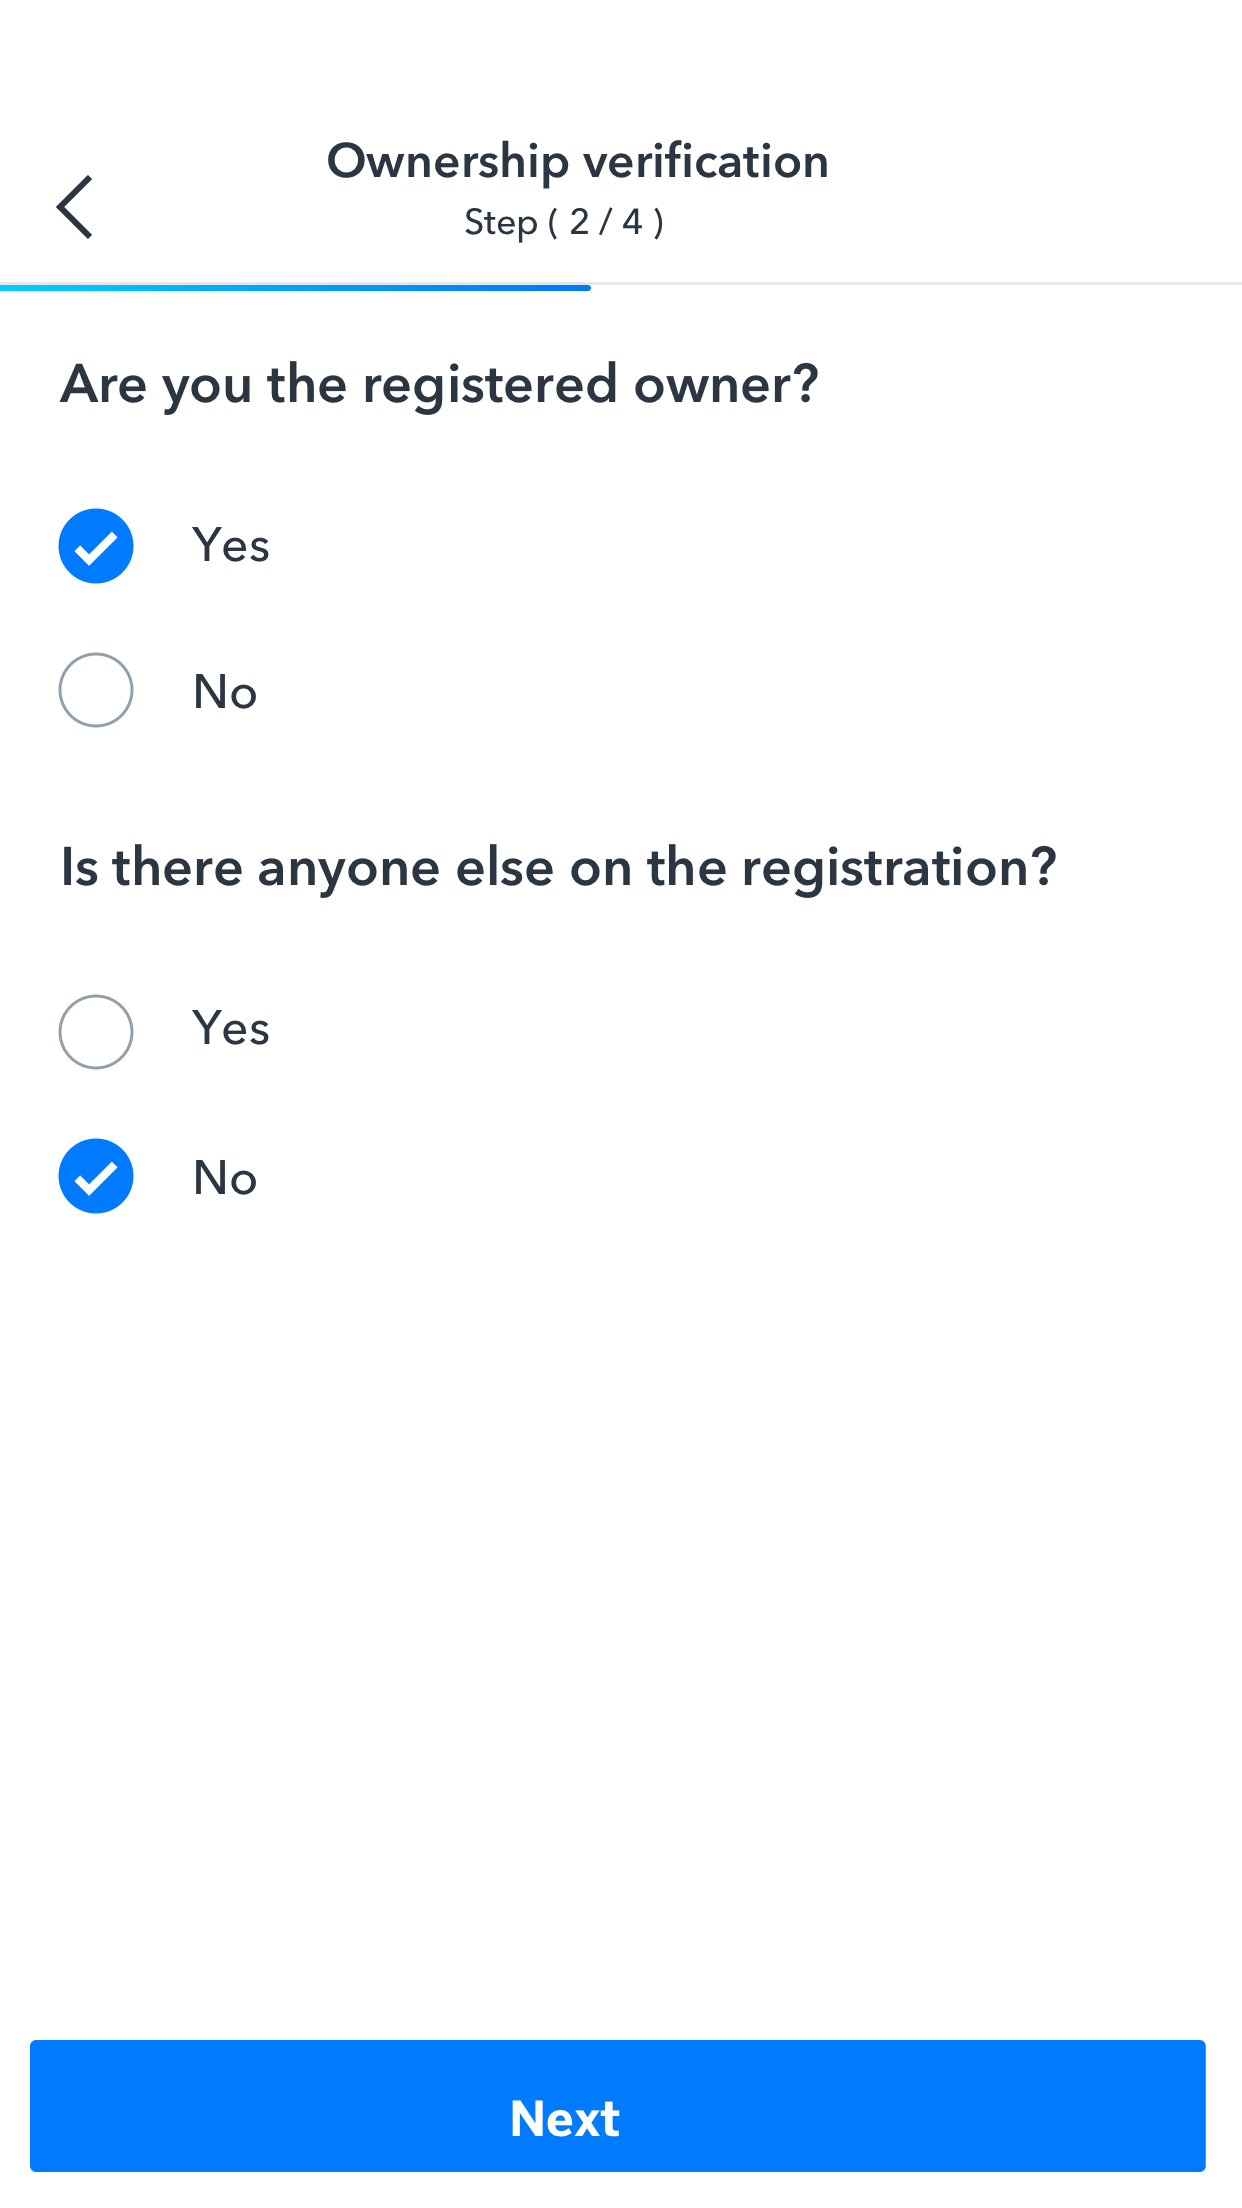 Ownership verification
Step ( 2 / 4 )
Are you the registered owner?
Yes
No
Is there anyone else on the registration?
Yes
No
Next